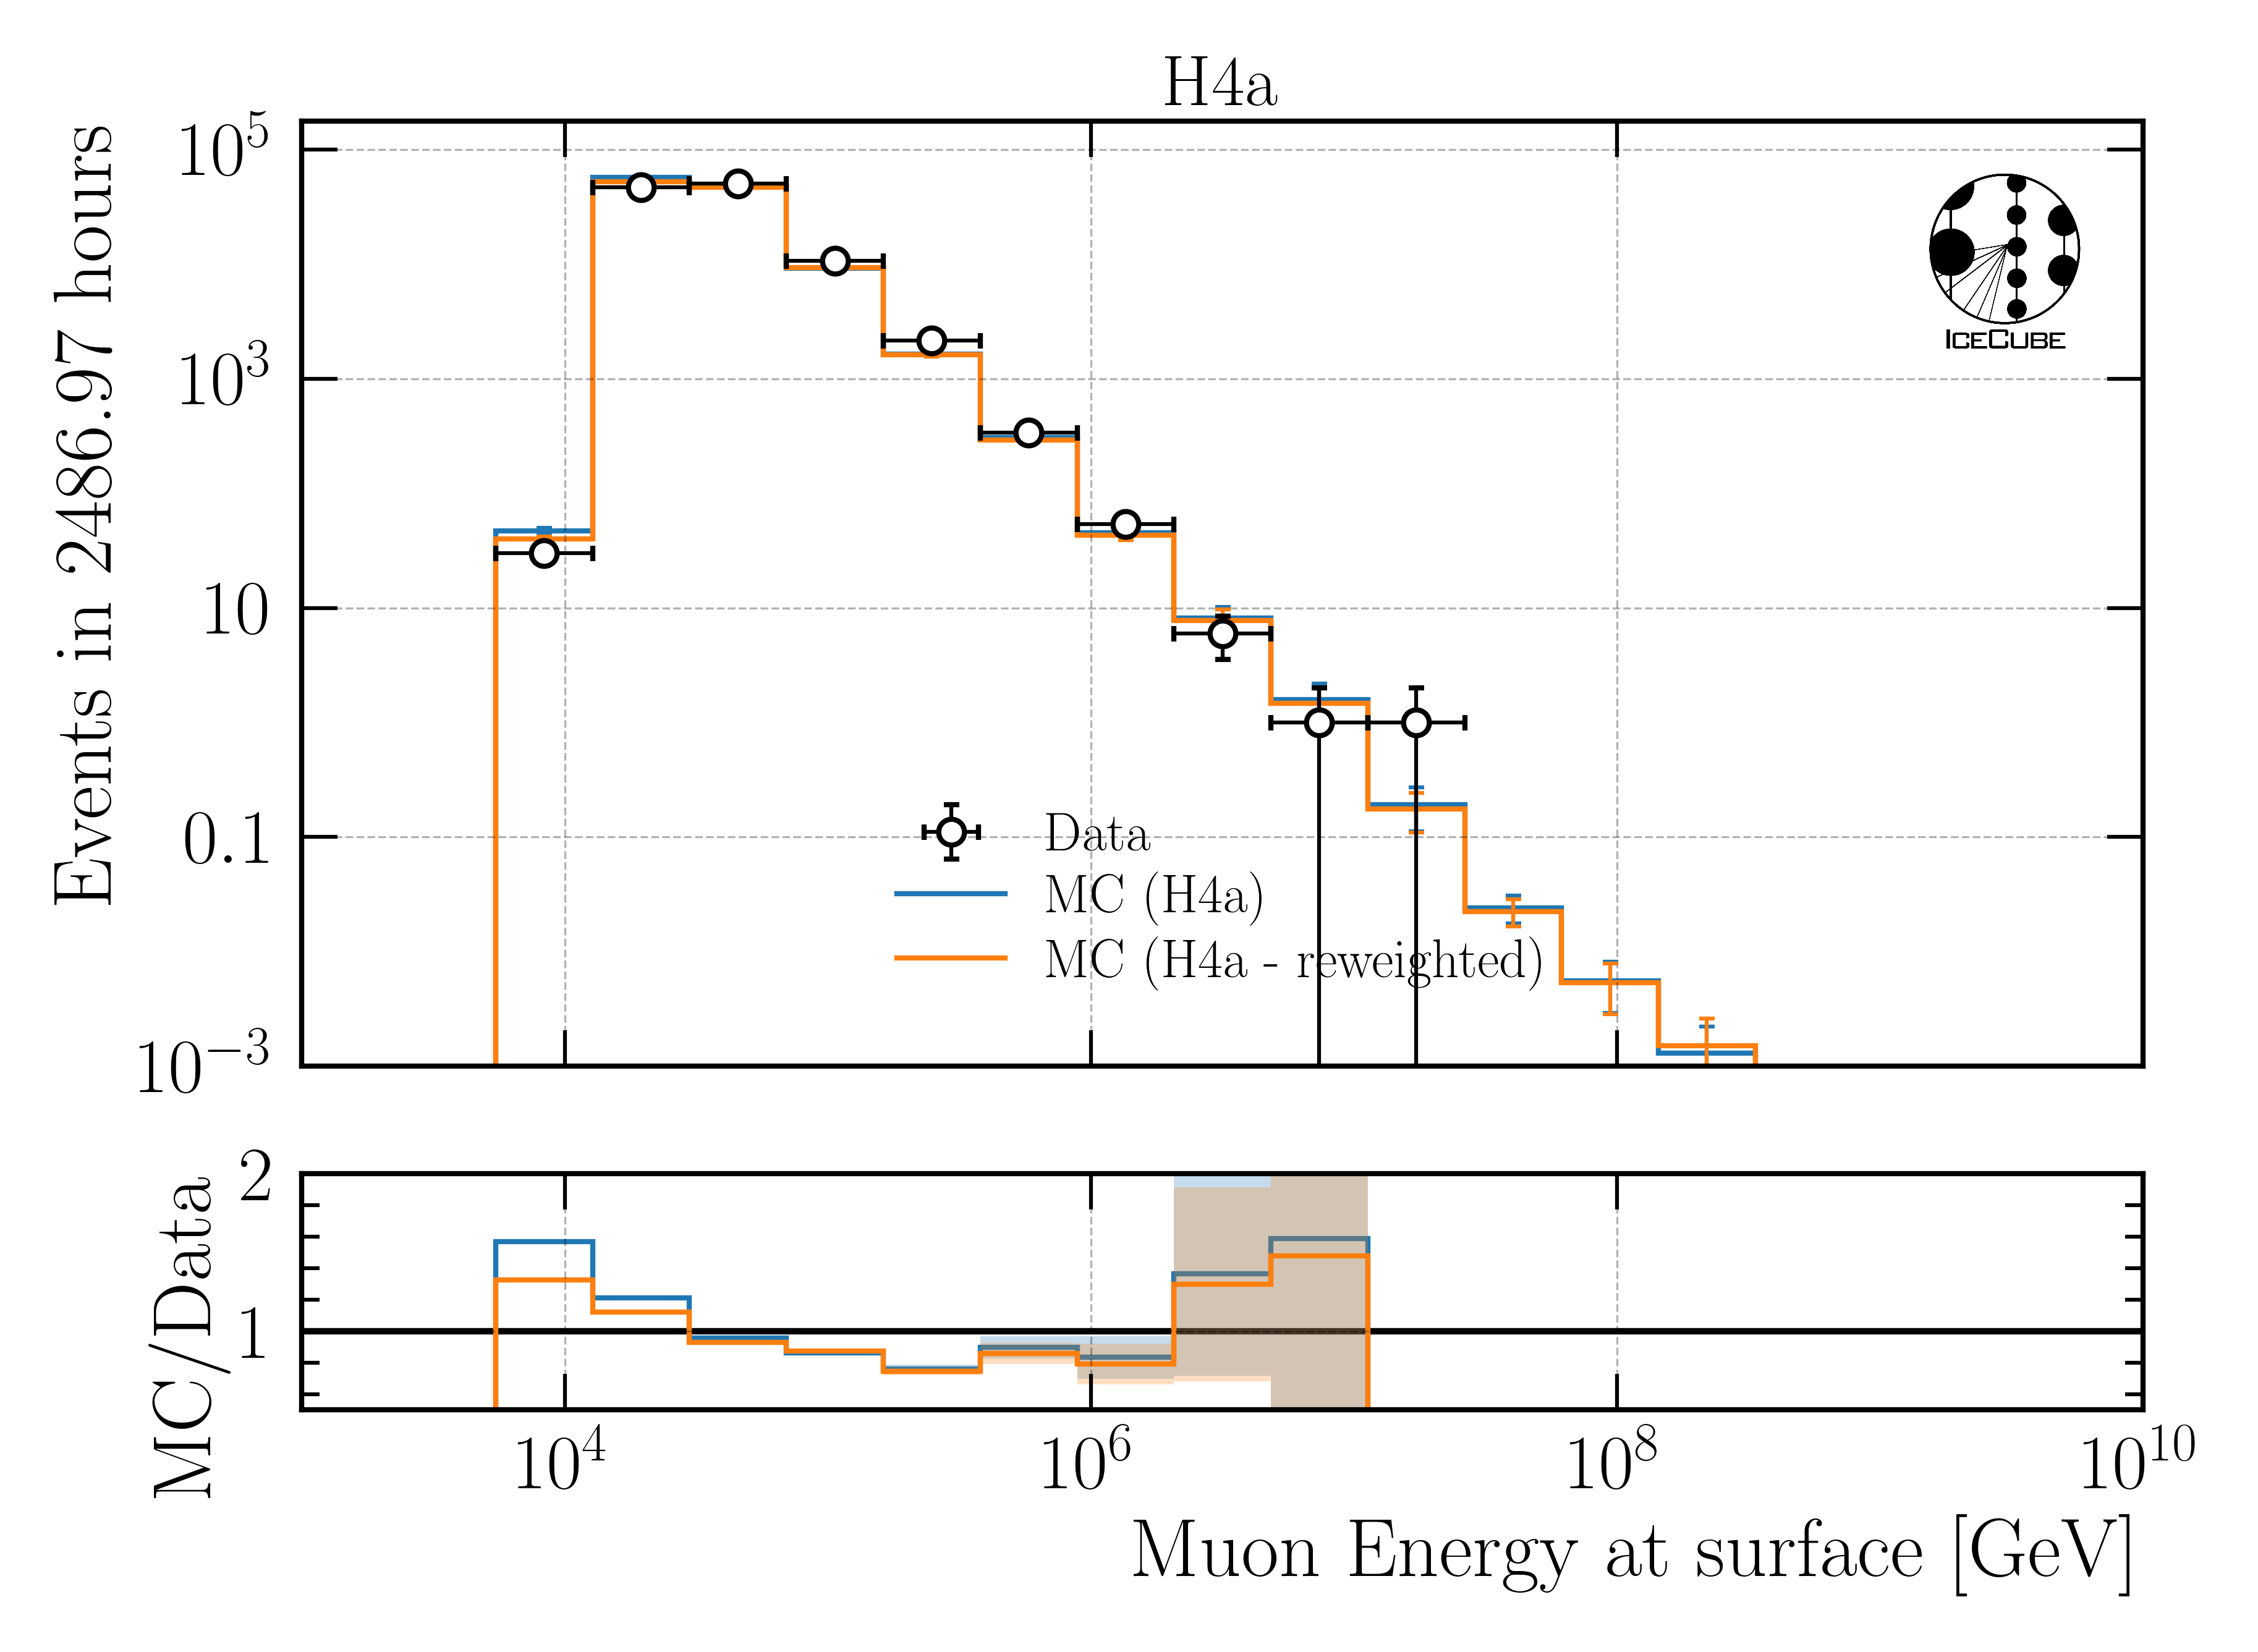 H4a
Events in 2486.97 hours
10^5
10^3
10
0.1
10^−3
ICECUBE
Data
MC (H4a)
MC (H4a - reweighted)
MC/Data
2
1
10^4
10^6
10^8
10^10
Muon Energy at surface [GeV]